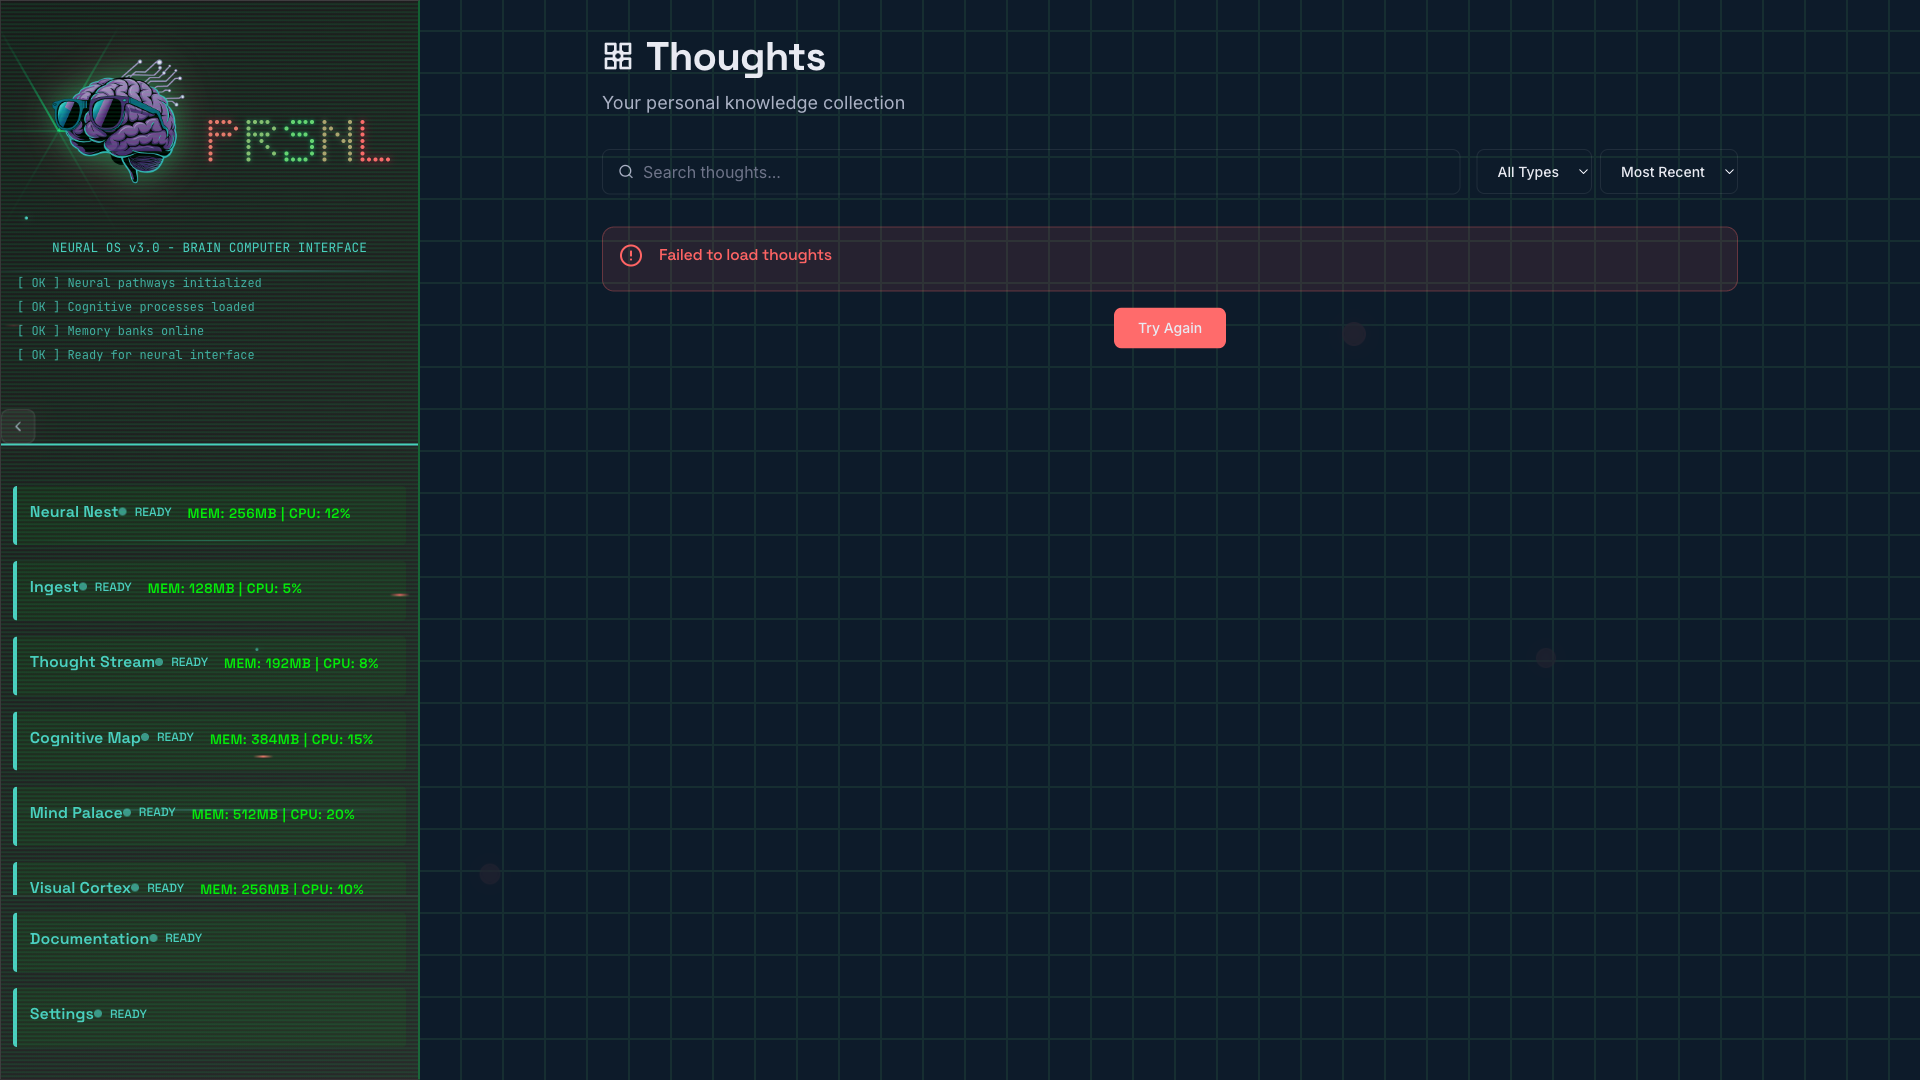 PRSNL
NEURAL OS v3.0 - BRAIN COMPUTER INTERFACE
[ OK ] Neural pathways initialized
[ OK ] Cognitive processes loaded
[ OK ] Memory banks online
[ OK ] Ready for neural interface
Neural Nest READY MEM: 256MB | CPU: 12%
Ingest READY MEM: 128MB | CPU: 5%
Thought Stream READY MEM: 192MB | CPU: 8%
Cognitive Map READY MEM: 384MB | CPU: 15%
Mind Palace READY MEM: 512MB | CPU: 20%
Visual Cortex READY MEM: 256MB | CPU: 10%
Documentation READY
Settings READY
Thoughts
Your personal knowledge collection
Search thoughts...
All Types
Most Recent
Failed to load thoughts
Try Again